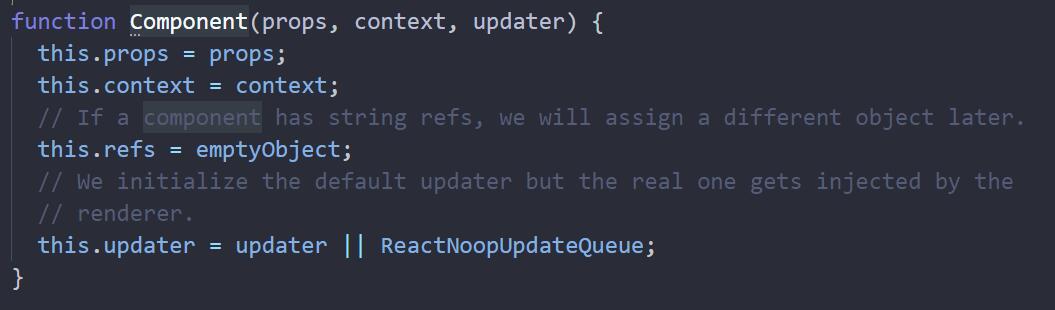 function Component(props, context, updater) {
  this.props = props;
  this.context = context;
  // If a component has string refs, we will assign a different object later.
  this.refs = emptyObject;
  // We initialize the default updater but the real one gets injected by the
  // renderer.
  this.updater = updater || ReactNoopUpdateQueue;
}